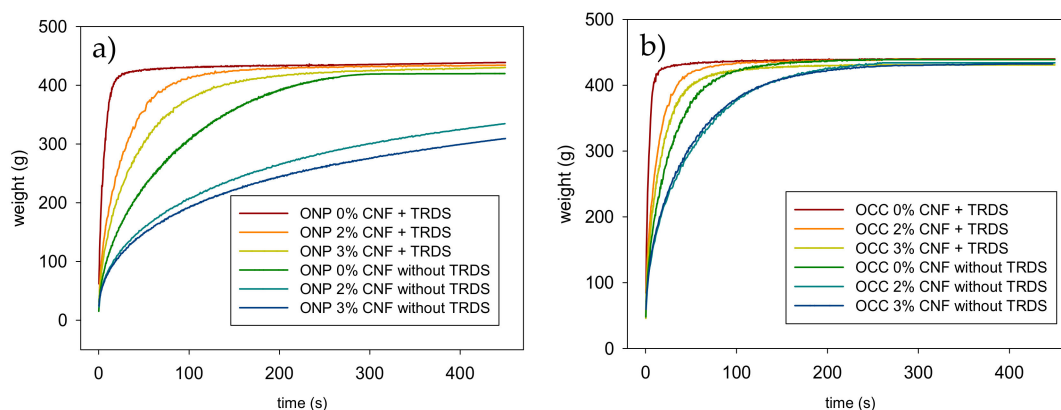 a)
500
400
300
200
100
0
weight (g)
0 100 200 300 400
time (s)
ONP 0% CNF + TRDS
ONP 2% CNF + TRDS
ONP 3% CNF + TRDS
ONP 0% CNF without TRDS
ONP 2% CNF without TRDS
ONP 3% CNF without TRDS
b)
500
400
300
200
100
0
weight (g)
0 100 200 300 400
time (s)
OCC 0% CNF + TRDS
OCC 2% CNF + TRDS
OCC 3% CNF + TRDS
OCC 0% CNF without TRDS
OCC 2% CNF without TRDS
OCC 3% CNF without TRDS